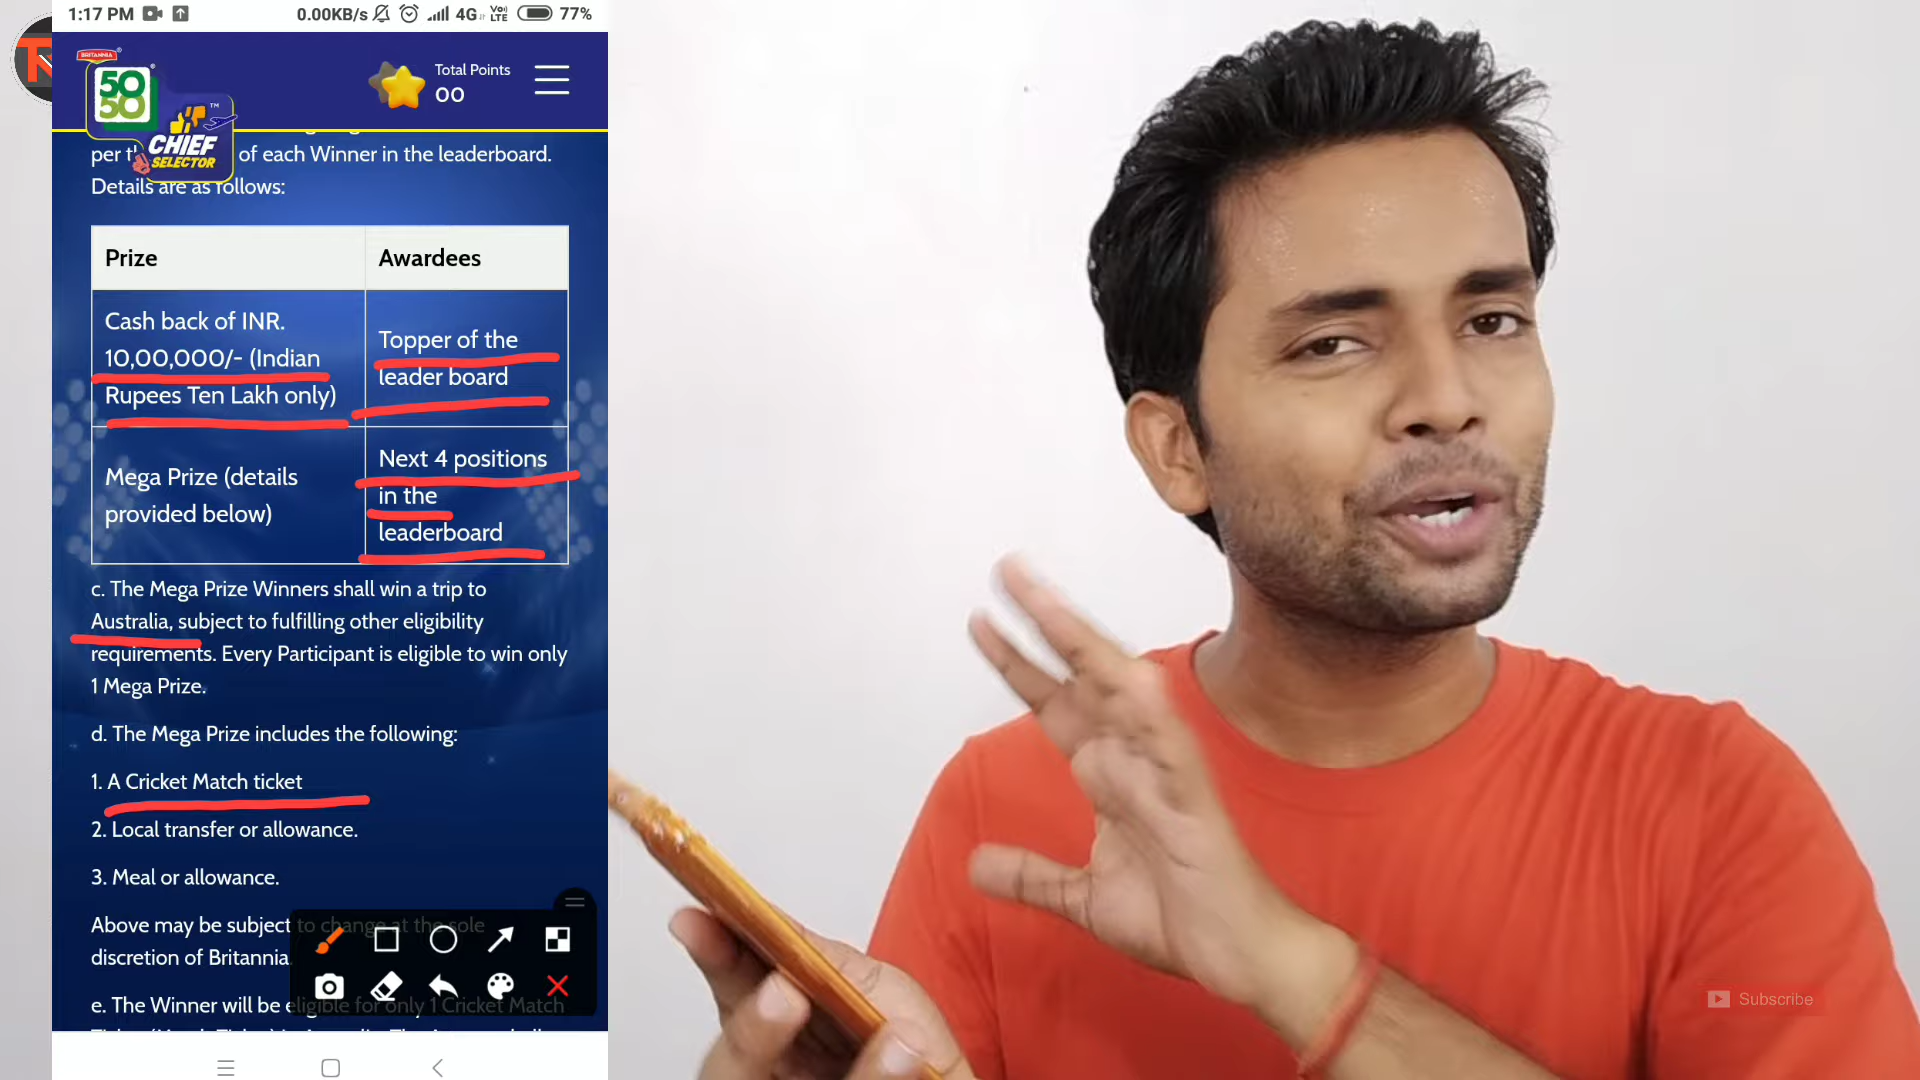 1:17 PM
0.00KB/s
4G
VoLTE
77%
BRITANNIA
50
50
CHIEF
SELECTOR
TM
Total Points
00
of each Winner in the leaderboard.
Details are as follows:
Prize
Awardees
Cash back of INR.
10,00,000/- (Indian
Rupees Ten Lakh only)
Topper of the
leader board
Mega Prize (details
provided below)
Next 4 positions
in the
leaderboard
c. The Mega Prize Winners shall win a trip to
Australia, subject to fulfilling other eligibility
requirements. Every Participant is eligible to win only
1 Mega Prize.
d. The Mega Prize includes the following:
1. A Cricket Match ticket
2. Local transfer or allowance.
3. Meal or allowance.
Above may be subject to change at the sole
discretion of Britannia.
e. The Winner will be eligible for only 1 Cricket Match
Subscribe